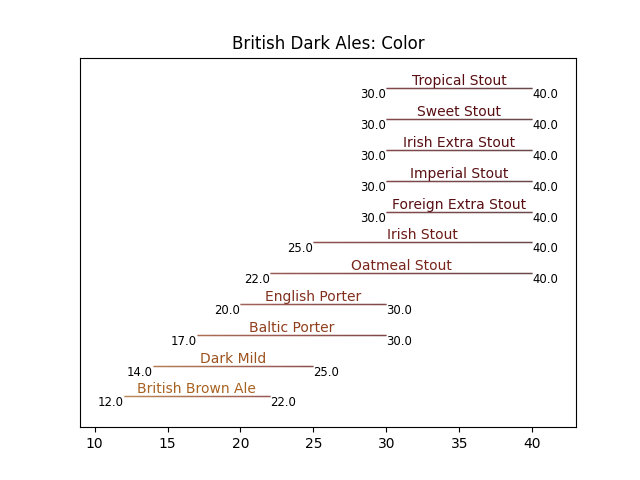 British Dark Ales: Color
Tropical Stout
30.0 40.0
Sweet Stout
30.0 40.0
Irish Extra Stout
30.0 40.0
Imperial Stout
30.0 40.0
Foreign Extra Stout
30.0 40.0
Irish Stout
25.0 40.0
Oatmeal Stout
22.0 40.0
English Porter
20.0 30.0
Baltic Porter
17.0 30.0
Dark Mild
14.0 25.0
British Brown Ale
12.0 22.0
10 15 20 25 30 35 40